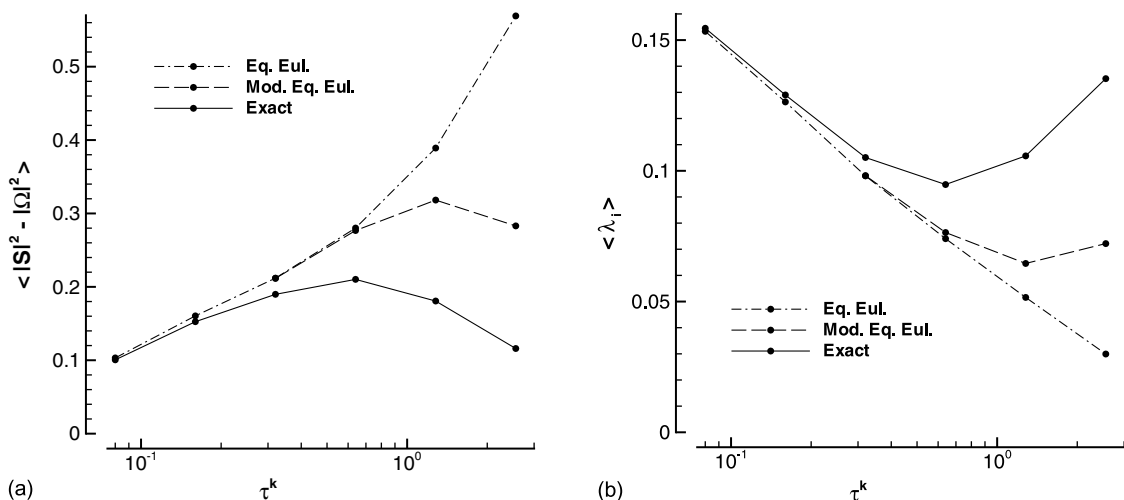 0.5
0.4
0.3
0.2
0.1
0
< |S|² - |Ω|² >
Eq. Eul.
Mod. Eq. Eul.
Exact
10⁻¹
10⁰
τᵏ
(a)
0.15
0.1
0.05
0
< λᵢ >
Eq. Eul.
Mod. Eq. Eul.
Exact
10⁻¹
10⁰
τᵏ
(b)